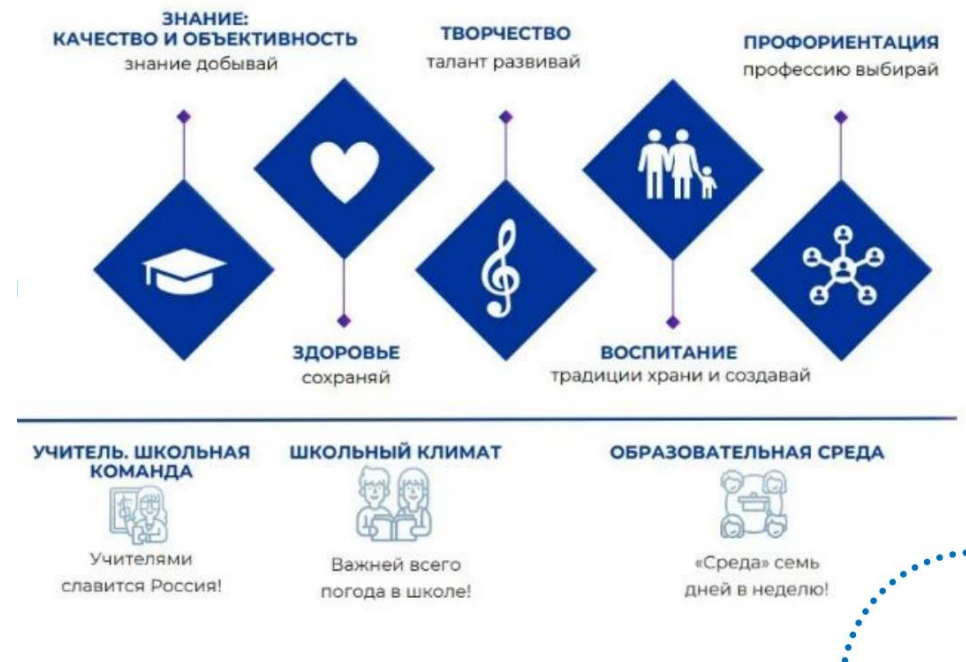 ЗНАНИЕ:
КАЧЕСТВО И ОБЪЕКТИВНОСТЬ
знание добывай
ТВОРЧЕСТВО
талант развивай
ПРОФОРИЕНТАЦИЯ
профессию выбирай
ЗДОРОВЬЕ
сохраняй
ВОСПИТАНИЕ
традиции храни и создавай
УЧИТЕЛЬ. ШКОЛЬНАЯ
КОМАНДА
Учителями
славится Россия!
ШКОЛЬНЫЙ КЛИМАТ
Важней всего
погода в школе!
ОБРАЗОВАТЕЛЬНАЯ СРЕДА
«Среда» семь
дней в неделю!